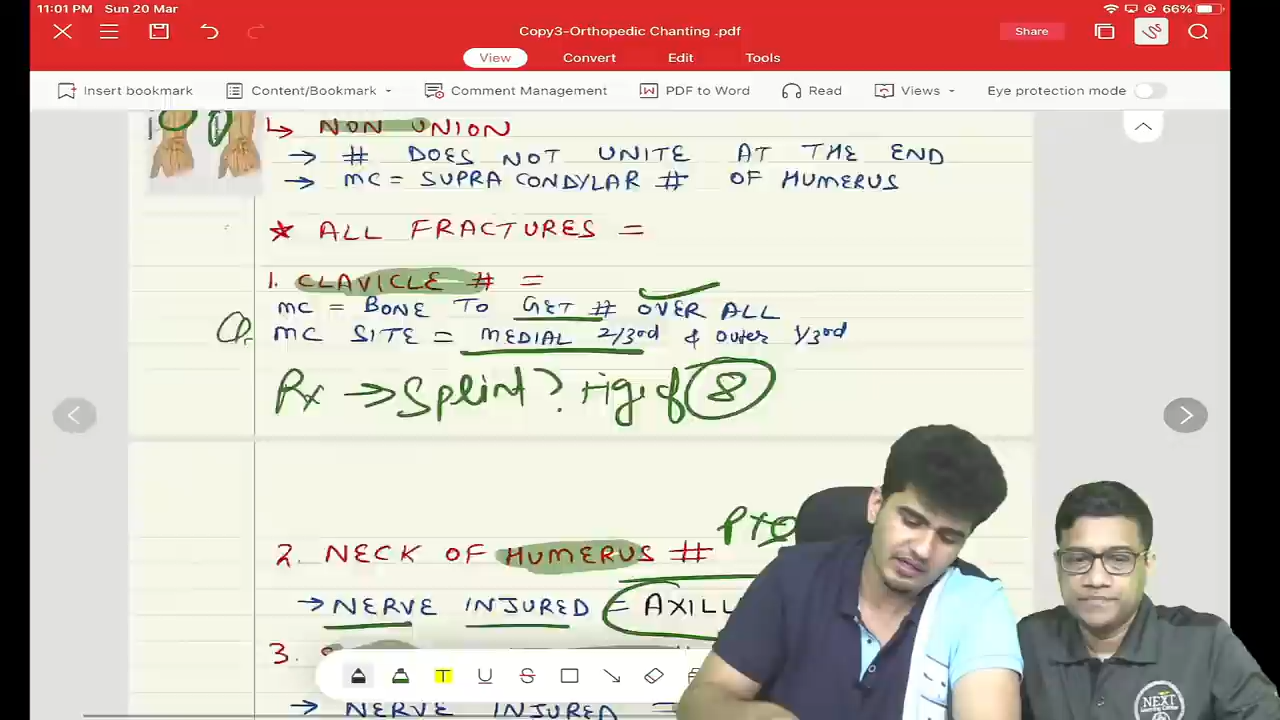 11:01 PM Sun 20 Mar
66%
Copy3-Orthopedic Chanting .pdf
Share
View Convert Edit Tools
Insert bookmark Content/Bookmark Comment Management PDF to Word Read Views Eye protection mode
↳ NON UNION
→ # DOES NOT UNITE AT THE END
→ MC = SUPRA CONDYLAR # OF HUMERUS
* ALL FRACTURES =
1. CLAVICLE # =
MC = BONE TO GET # OVER ALL
Q. MC SITE = MEDIAL 2/3rd & outer 1/3rd
Rx → Splint? Fig. of 8
2. NECK OF HUMERUS #
→ NERVE INJURED = AXILL
3.
→ NERVE INJURED =
NEXT